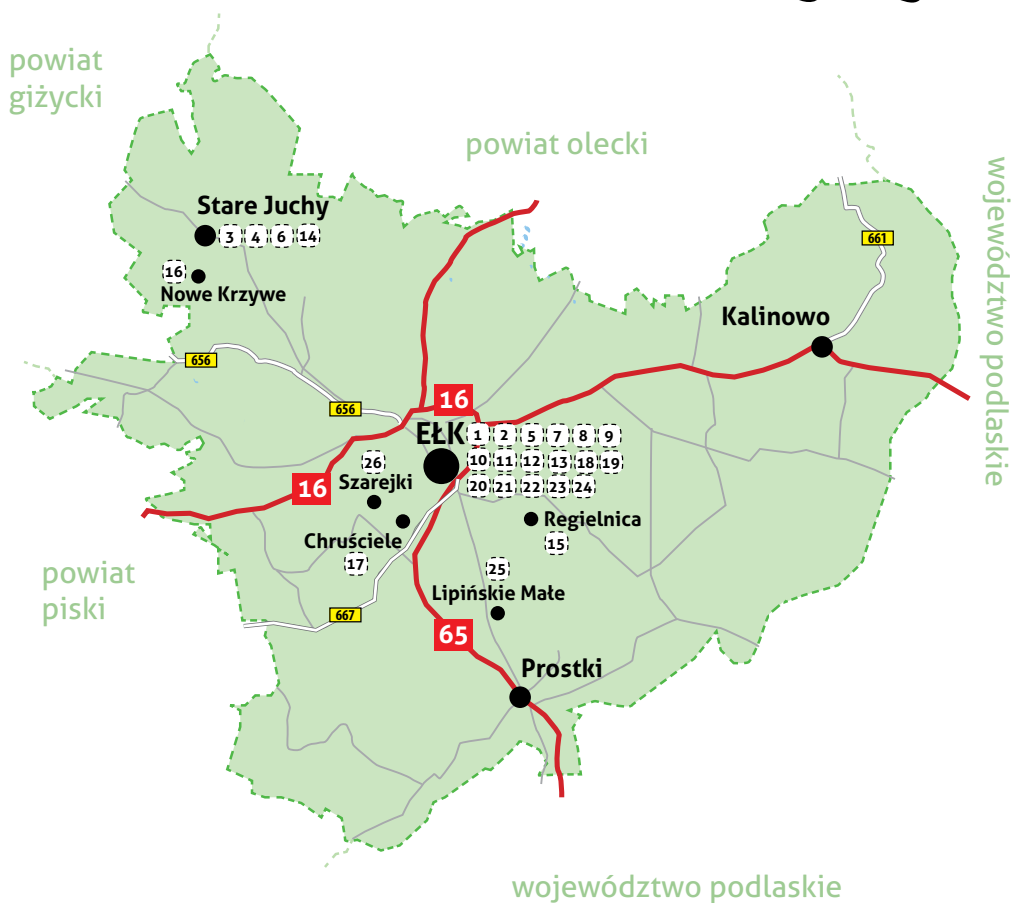 powiat
giżycki
powiat olecki
województwo podlaskie
Stare Juchy
3 4 6 14
16
Nowe Krzywe
661
Kalinowo
656
656
16
EŁK
1 2 5 7 8 9
10 11 12 13 18 19
20 21 22 23 24
26
Szarejki
16
Regielnica
15
Chruściele
17
25
Lipińskie Małe
powiat
piski
667
65
Prostki
województwo podlaskie